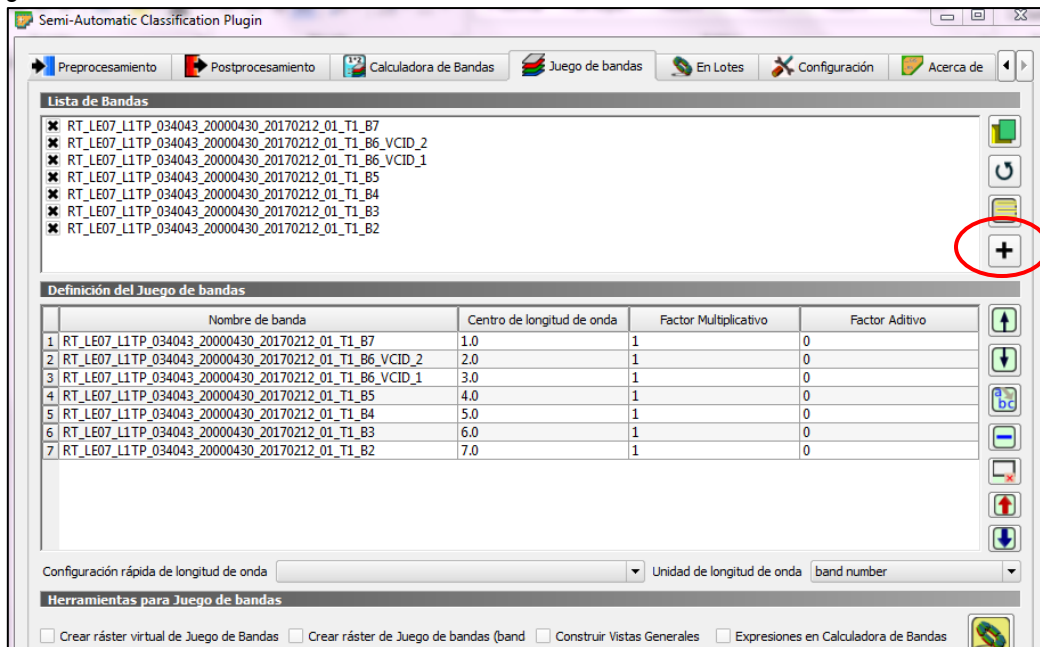 Semi-Automatic Classification Plugin
Preprocesamiento Postprocesamiento Calculadora de Bandas Juego de bandas En Lotes Configuración Acerca de
Lista de Bandas
RT_LE07_L1TP_034043_20000430_20170212_01_T1_B7
RT_LE07_L1TP_034043_20000430_20170212_01_T1_B6_VCID_2
RT_LE07_L1TP_034043_20000430_20170212_01_T1_B6_VCID_1
RT_LE07_L1TP_034043_20000430_20170212_01_T1_B5
RT_LE07_L1TP_034043_20000430_20170212_01_T1_B4
RT_LE07_L1TP_034043_20000430_20170212_01_T1_B3
RT_LE07_L1TP_034043_20000430_20170212_01_T1_B2
Definición del Juego de bandas
Nombre de banda Centro de longitud de onda Factor Multiplicativo Factor Aditivo
1 RT_LE07_L1TP_034043_20000430_20170212_01_T1_B7 1.0 1 0
2 RT_LE07_L1TP_034043_20000430_20170212_01_T1_B6_VCID_2 2.0 1 0
3 RT_LE07_L1TP_034043_20000430_20170212_01_T1_B6_VCID_1 3.0 1 0
4 RT_LE07_L1TP_034043_20000430_20170212_01_T1_B5 4.0 1 0
5 RT_LE07_L1TP_034043_20000430_20170212_01_T1_B4 5.0 1 0
6 RT_LE07_L1TP_034043_20000430_20170212_01_T1_B3 6.0 1 0
7 RT_LE07_L1TP_034043_20000430_20170212_01_T1_B2 7.0 1 0
Configuración rápida de longitud de onda Unidad de longitud de onda band number
Herramientas para Juego de bandas
Crear ráster virtual de Juego de Bandas Crear ráster de Juego de bandas (band Construir Vistas Generales Expresiones en Calculadora de Bandas